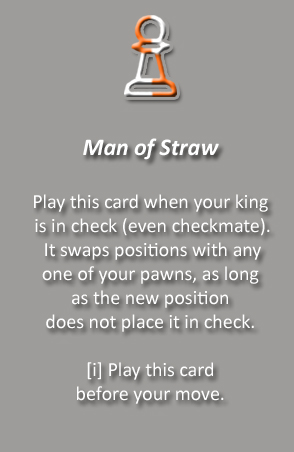 Man of Straw
Play this card when your king
is in check (even checkmate).
It swaps positions with any
one of your pawns, as long
as the new position
does not place it in check.
[i] Play this card
before your move.